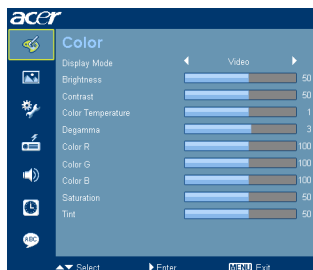 acer
Color
Display Mode Video
Brightness 50
Contrast 50
Color Temperature 1
Degamma 3
Color R 100
Color G 100
Color B 100
Saturation 50
Tint 50
ABC
Select Enter MENU Exit